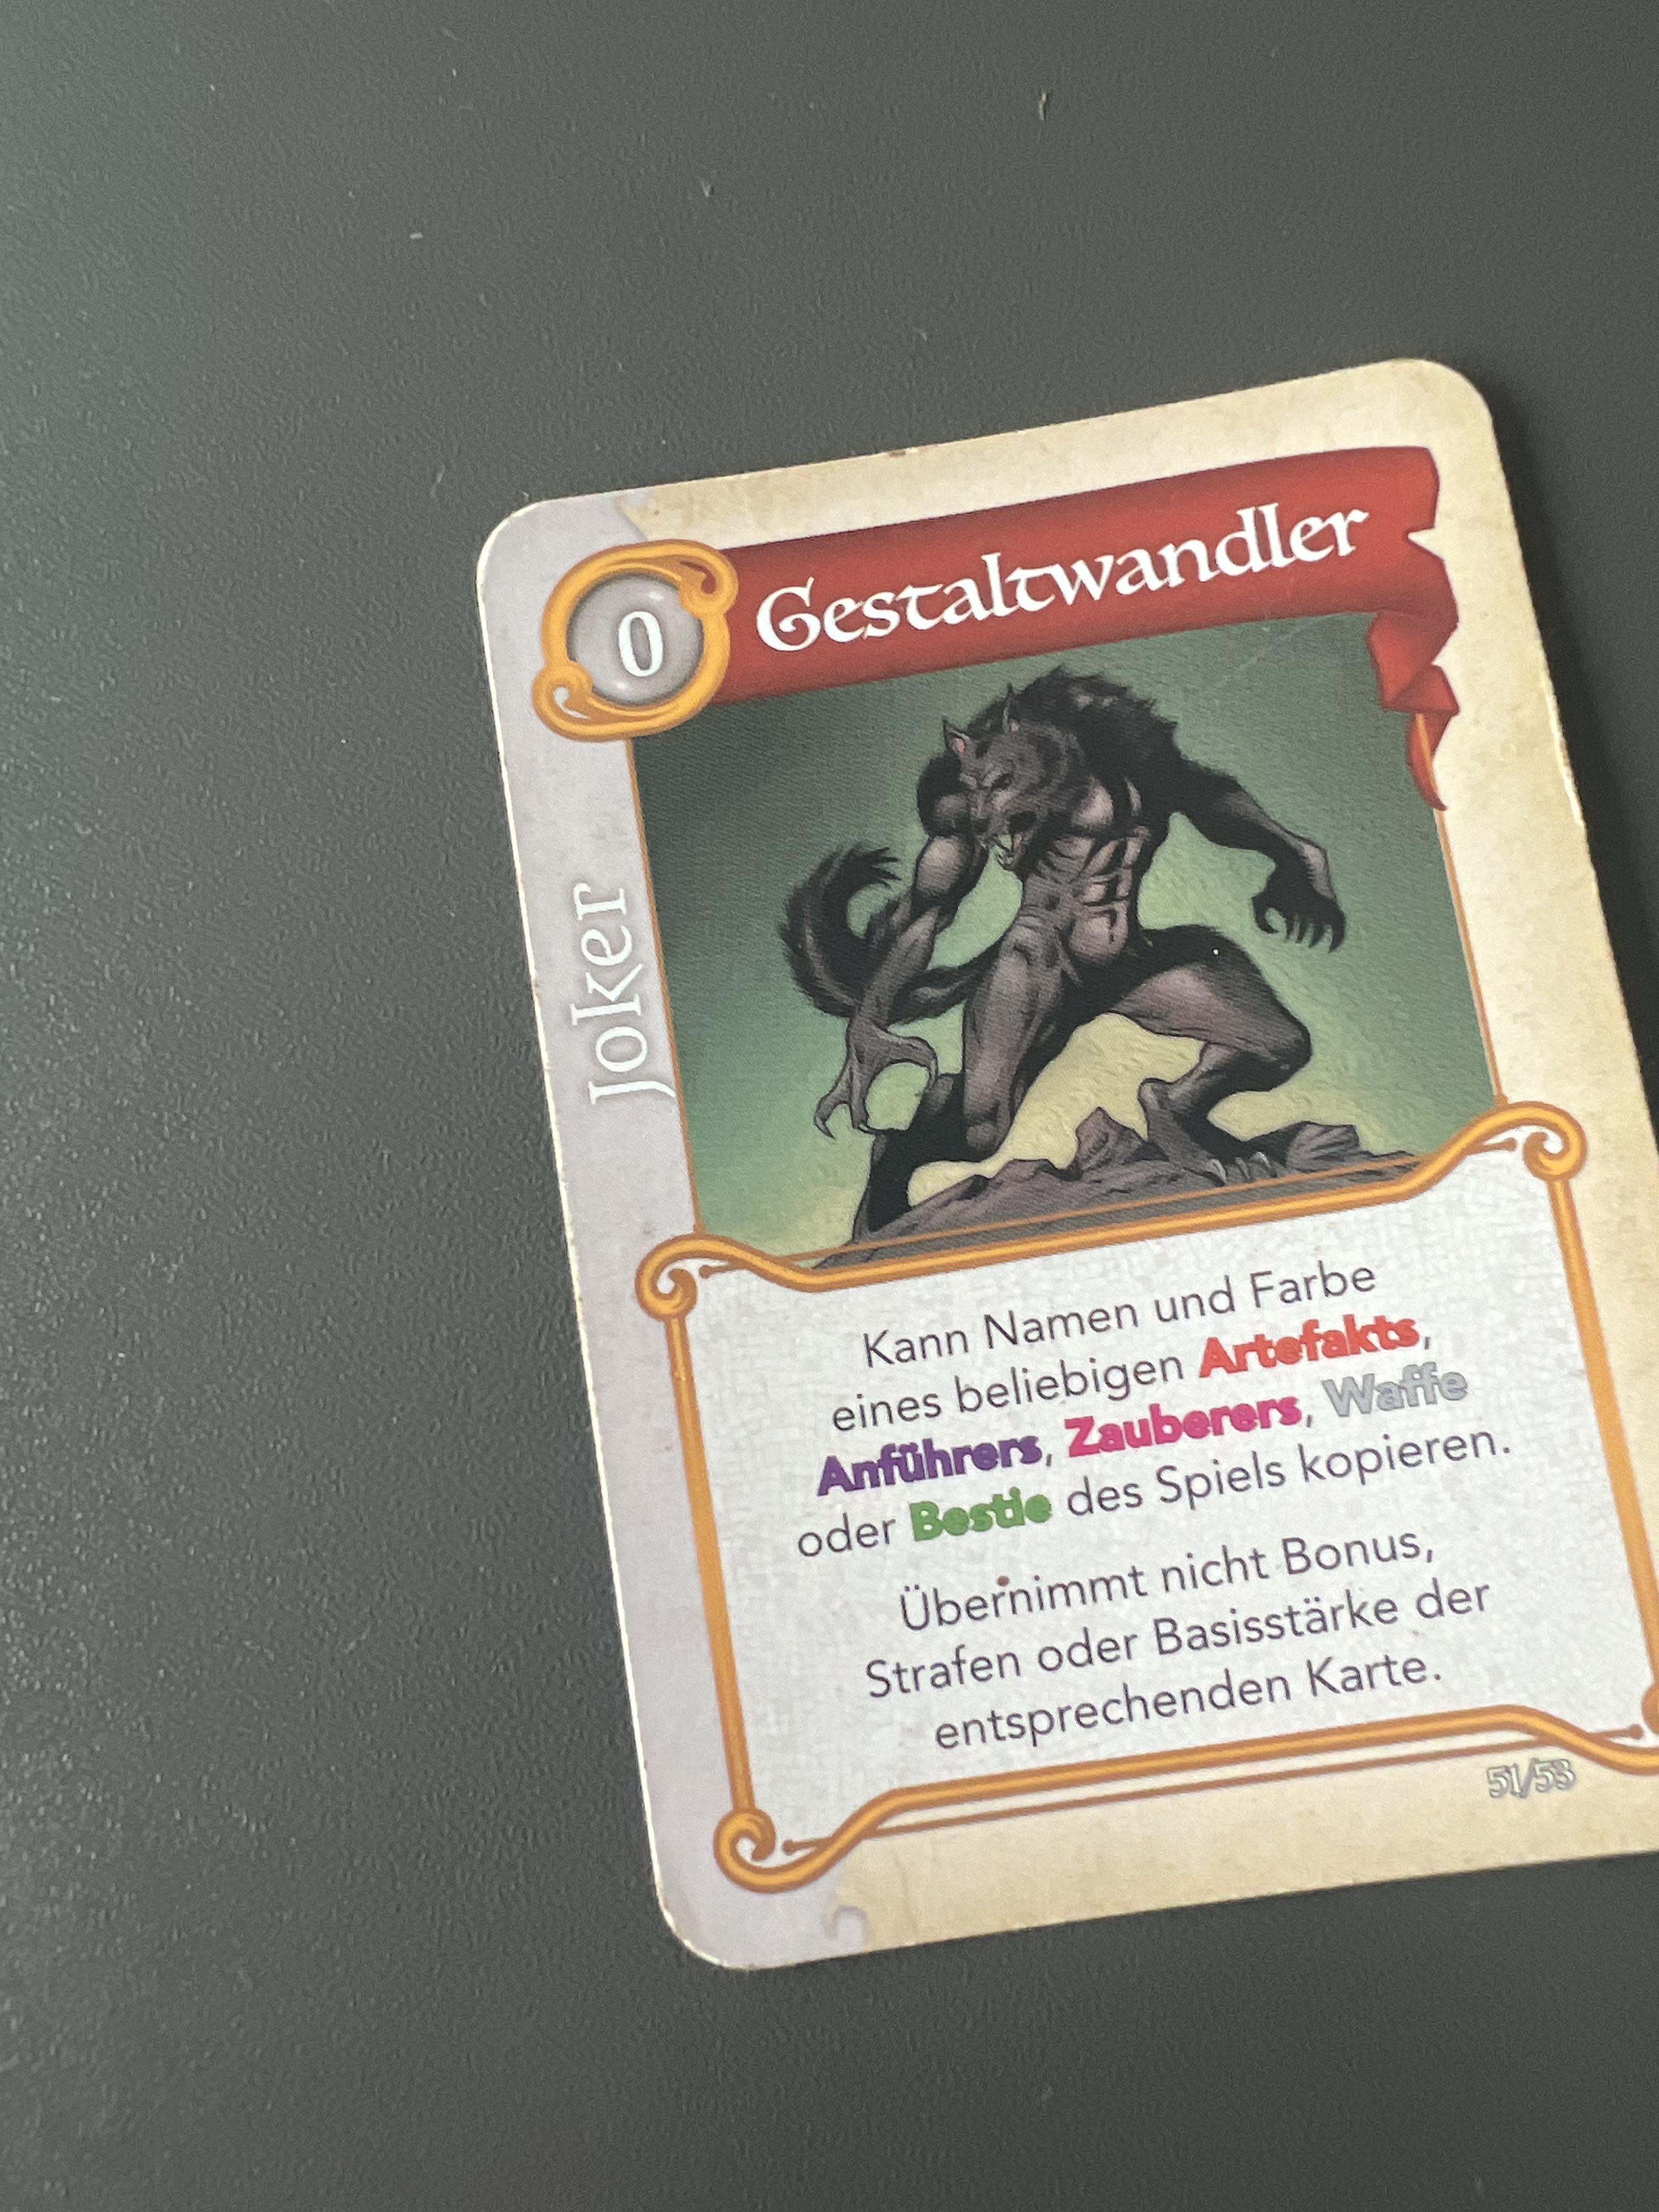 0
Gestaltwandler
Joker
Kann Namen und Farbe
eines beliebigen Artefakts,
Anführers, Zauberers, Waffe
oder Bestie des Spiels kopieren.
Übernimmt nicht Bonus,
Strafen oder Basisstärke der
entsprechenden Karte.
51/53